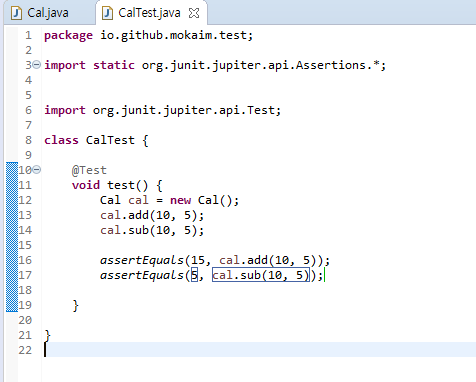 Cal.java CalTest.java
1 package io.github.mokaim.test;
2
3 import static org.junit.jupiter.api.Assertions.*;
4
5
6 import org.junit.jupiter.api.Test;
7
8 class CalTest {
9
10 @Test
11 void test() {
12 Cal cal = new Cal();
13 cal.add(10, 5);
14 cal.sub(10, 5);
15
16 assertEquals(15, cal.add(10, 5));
17 assertEquals(5, cal.sub(10, 5));
18
19 }
20
21 }
22